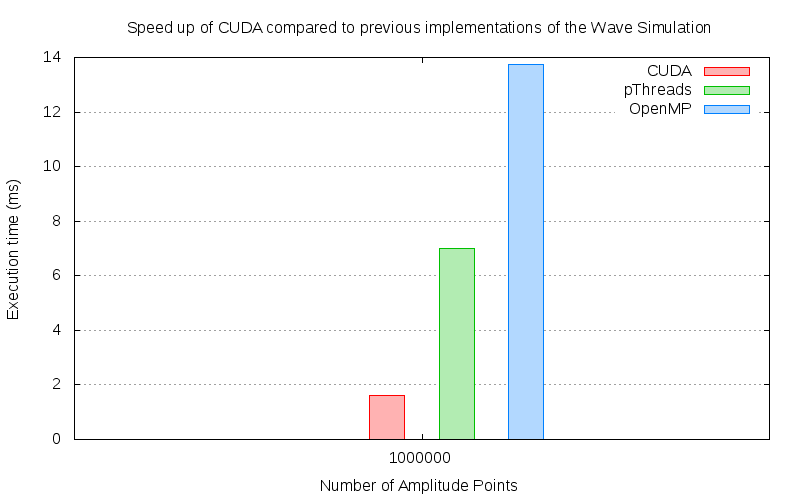 Speed up of CUDA compared to previous implementations of the Wave Simulation
CUDA
pThreads
OpenMP
Execution time (ms)
14
12
10
8
6
4
2
0
1000000
Number of Amplitude Points